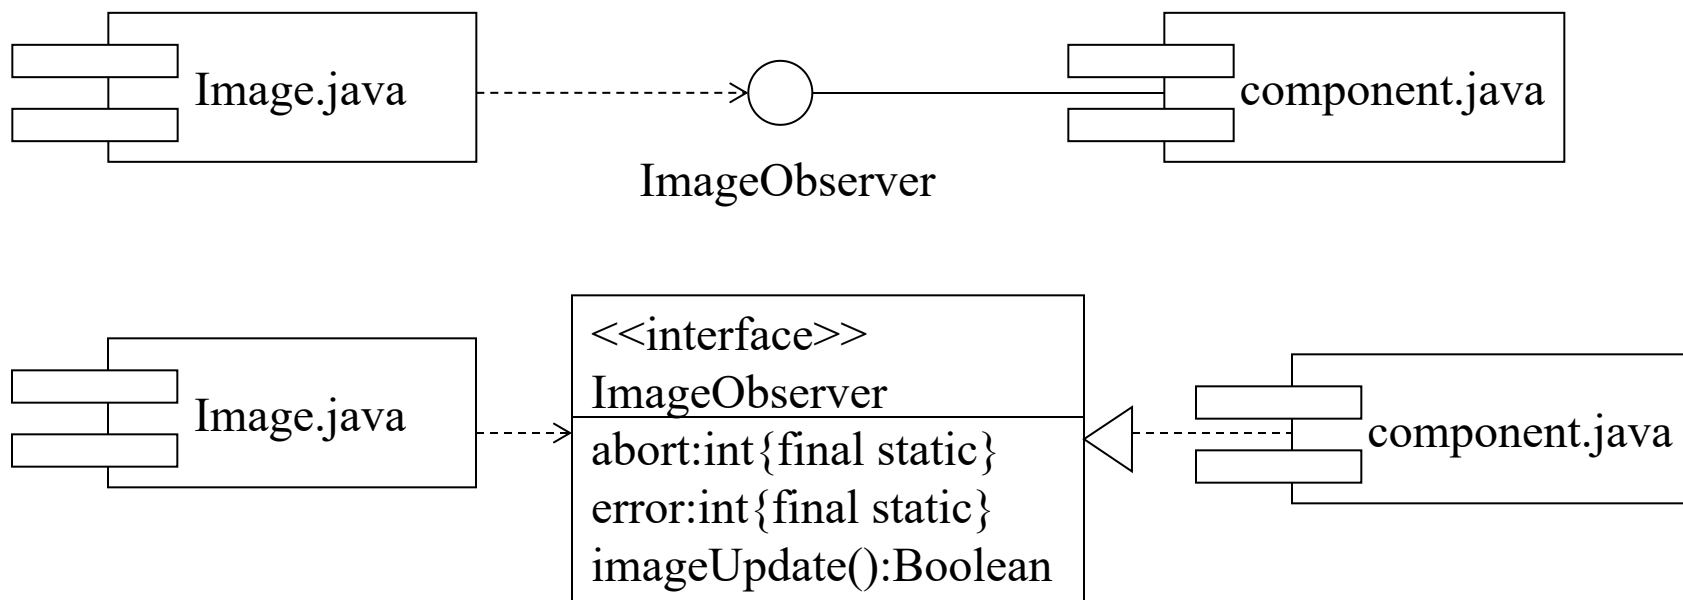 Image.java
component.java
ImageObserver
<<interface>>
ImageObserver
Image.java
component.java
abort:int{final static}
error:int{final static}
imageUpdate():Boolean